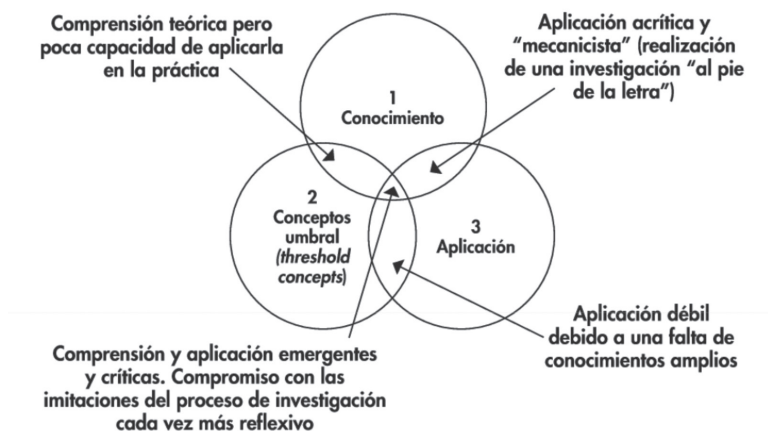 Comprensión teórica pero
poca capacidad de aplicarla
en la práctica
Aplicación acrítica y
“mecanicista” (realización
de una investigación “al pie
de la letra”)
1
Conocimiento
2
Conceptos
umbral
(threshold
concepts)
3
Aplicación
Aplicación débil
debido a una falta de
conocimientos amplios
Comprensión y aplicación emergentes
y críticas. Compromiso con las
imitaciones del proceso de investigación
cada vez más reflexivo